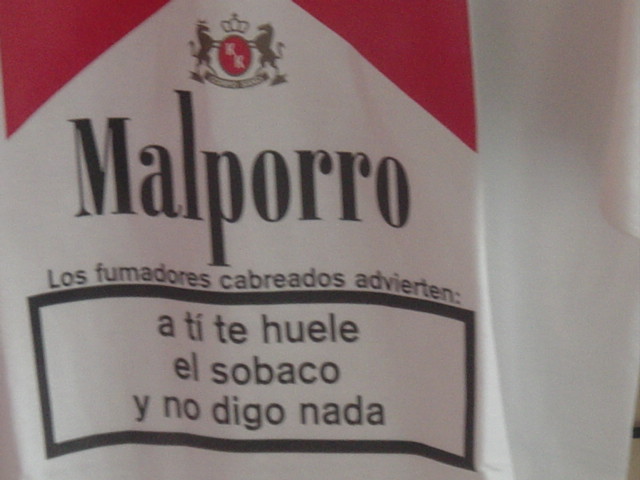 K K
Malporro
Los fumadores cabreados advierten:
a tí te huele
el sobaco
y no digo nada